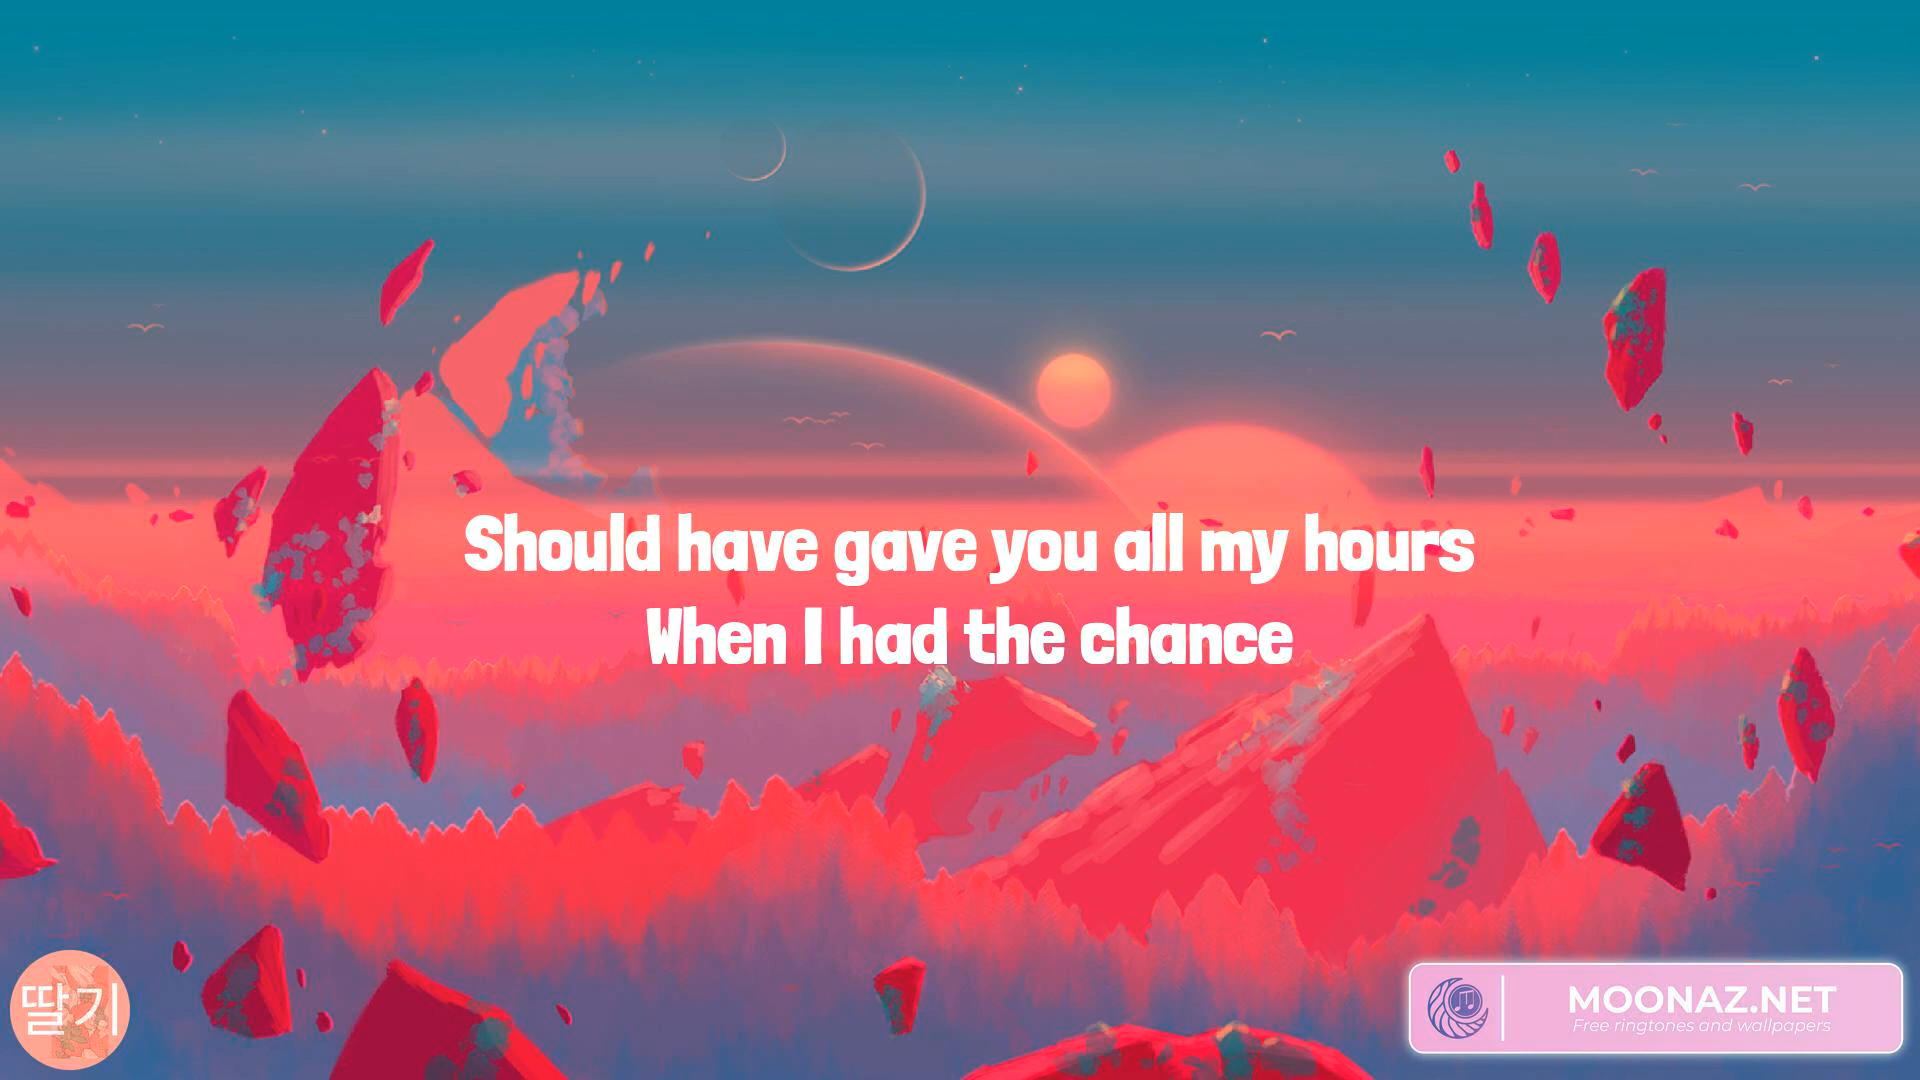 Should have gave you all my hours
When I had the chance
딸기
MOONAZ.NET
Free ringtones and wallpapers